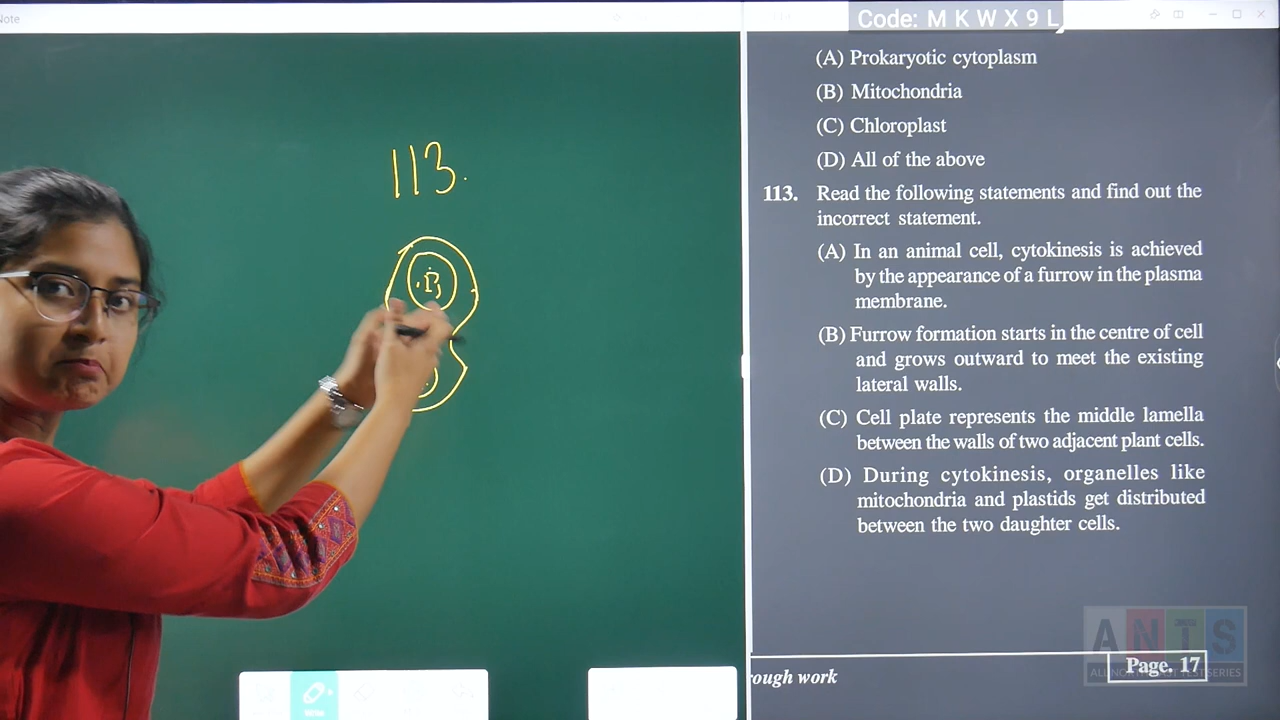 Note
Code: M K W X 9 L
(A) Prokaryotic cytoplasm
(B) Mitochondria
(C) Chloroplast
(D) All of the above
113. Read the following statements and find out the
incorrect statement.
(A) In an animal cell, cytokinesis is achieved
by the appearance of a furrow in the plasma
membrane.
(B) Furrow formation starts in the centre of cell
and grows outward to meet the existing
lateral walls.
(C) Cell plate represents the middle lamella
between the walls of two adjacent plant cells.
(D) During cytokinesis, organelles like
mitochondria and plastids get distributed
between the two daughter cells.
113.
ANTS
Page. 17
ough work